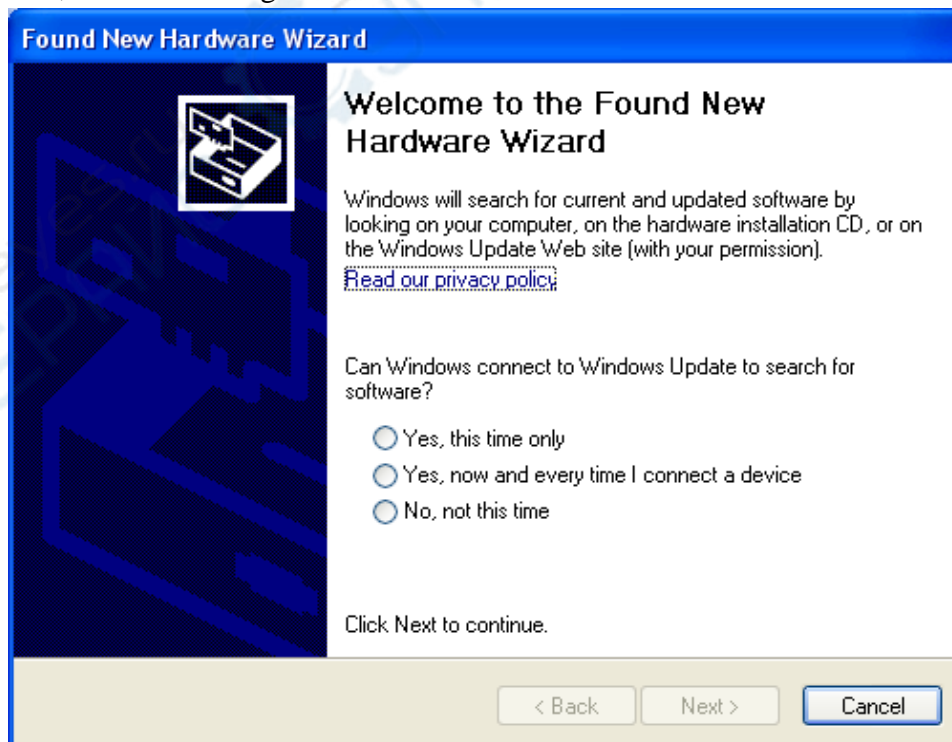 Found New Hardware Wizard
Welcome to the Found New
Hardware Wizard
Windows will search for current and updated software by
looking on your computer, on the hardware installation CD, or on
the Windows Update Web site (with your permission).
Read our privacy policy
Can Windows connect to Windows Update to search for
software?
Yes, this time only
Yes, now and every time I connect a device
No, not this time
Click Next to continue.
< Back
Next >
Cancel